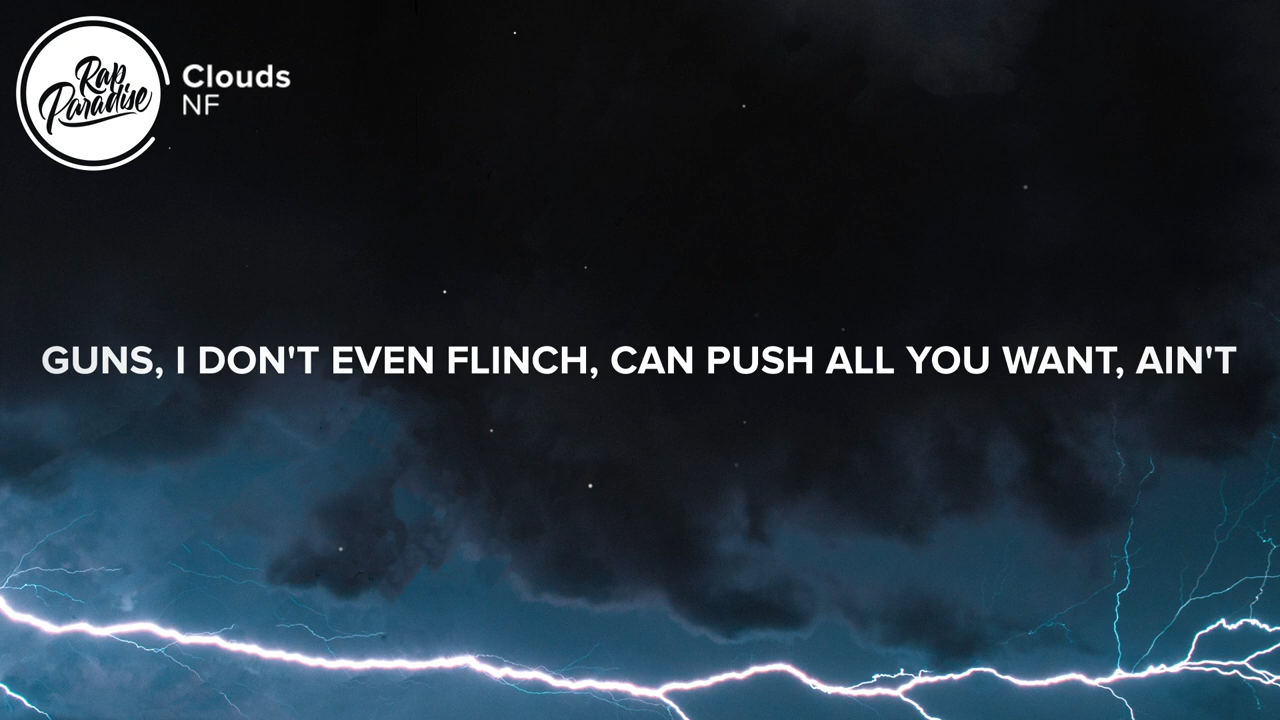 Rap
Paradise
Clouds
NF
GUNS, I DON'T EVEN FLINCH, CAN PUSH ALL YOU WANT, AIN'T